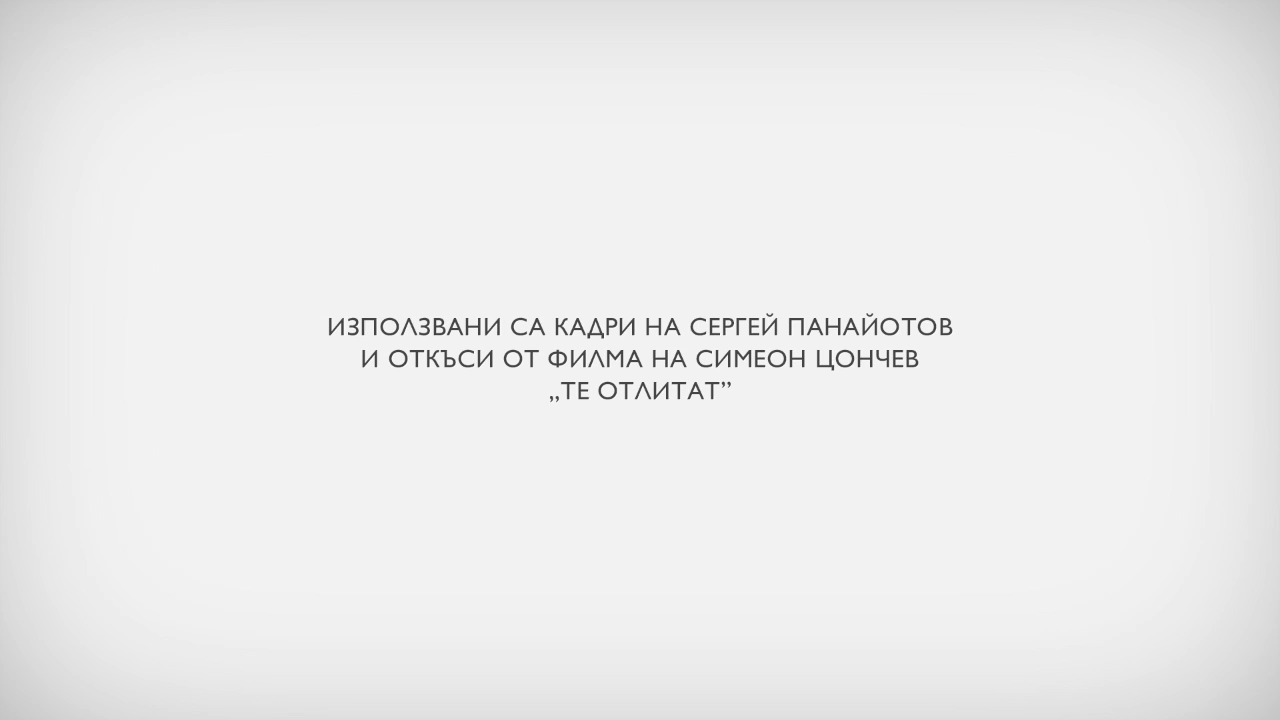 ИЗПОЛЗВАНИ СА КАДРИ НА СЕРГЕЙ ПАНАЙОТОВ
И ОТКЪСИ ОТ ФИЛМА НА СИМЕОН ЦОНЧЕВ
„ТЕ ОТЛИТАТ”